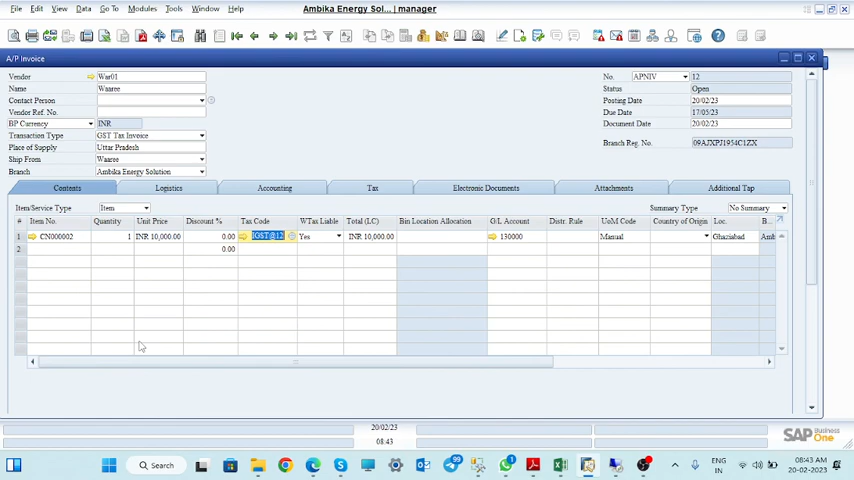 File Edit View Data Go To Modules Tools Window Help
Ambika Energy Sol... | manager
A/P Invoice
Vendor War01
Name Waaree
Contact Person
Vendor Ref. No.
BP Currency INR
Transaction Type GST Tax Invoice
Place of Supply Uttar Pradesh
Ship From Waaree
Branch Ambika Energy Solution
No. APNIV 12
Status Open
Posting Date 20/02/23
Due Date 17/05/23
Document Date 20/02/23
Branch Reg. No. 09AJXPJ1954C1ZX
Contents Logistics Accounting Tax Electronic Documents Attachments Additional Tap
Item/Service Type Item Summary Type No Summary
# Item No. Quantity Unit Price Discount % Tax Code WTax Liable Total (LC) Bin Location Allocation G/L Account Distr. Rule UoM Code Country of Origin Loc. B...
1 CN000002 1 INR 10,000.00 0.00 IGST@12 Yes INR 10,000.00 130000 Manual Ghaziabad Amb
2 0.00
20/02/23
08:43
SAP Business One
Search
99
1
ENG
IN
08:43 AM
20-02-2023